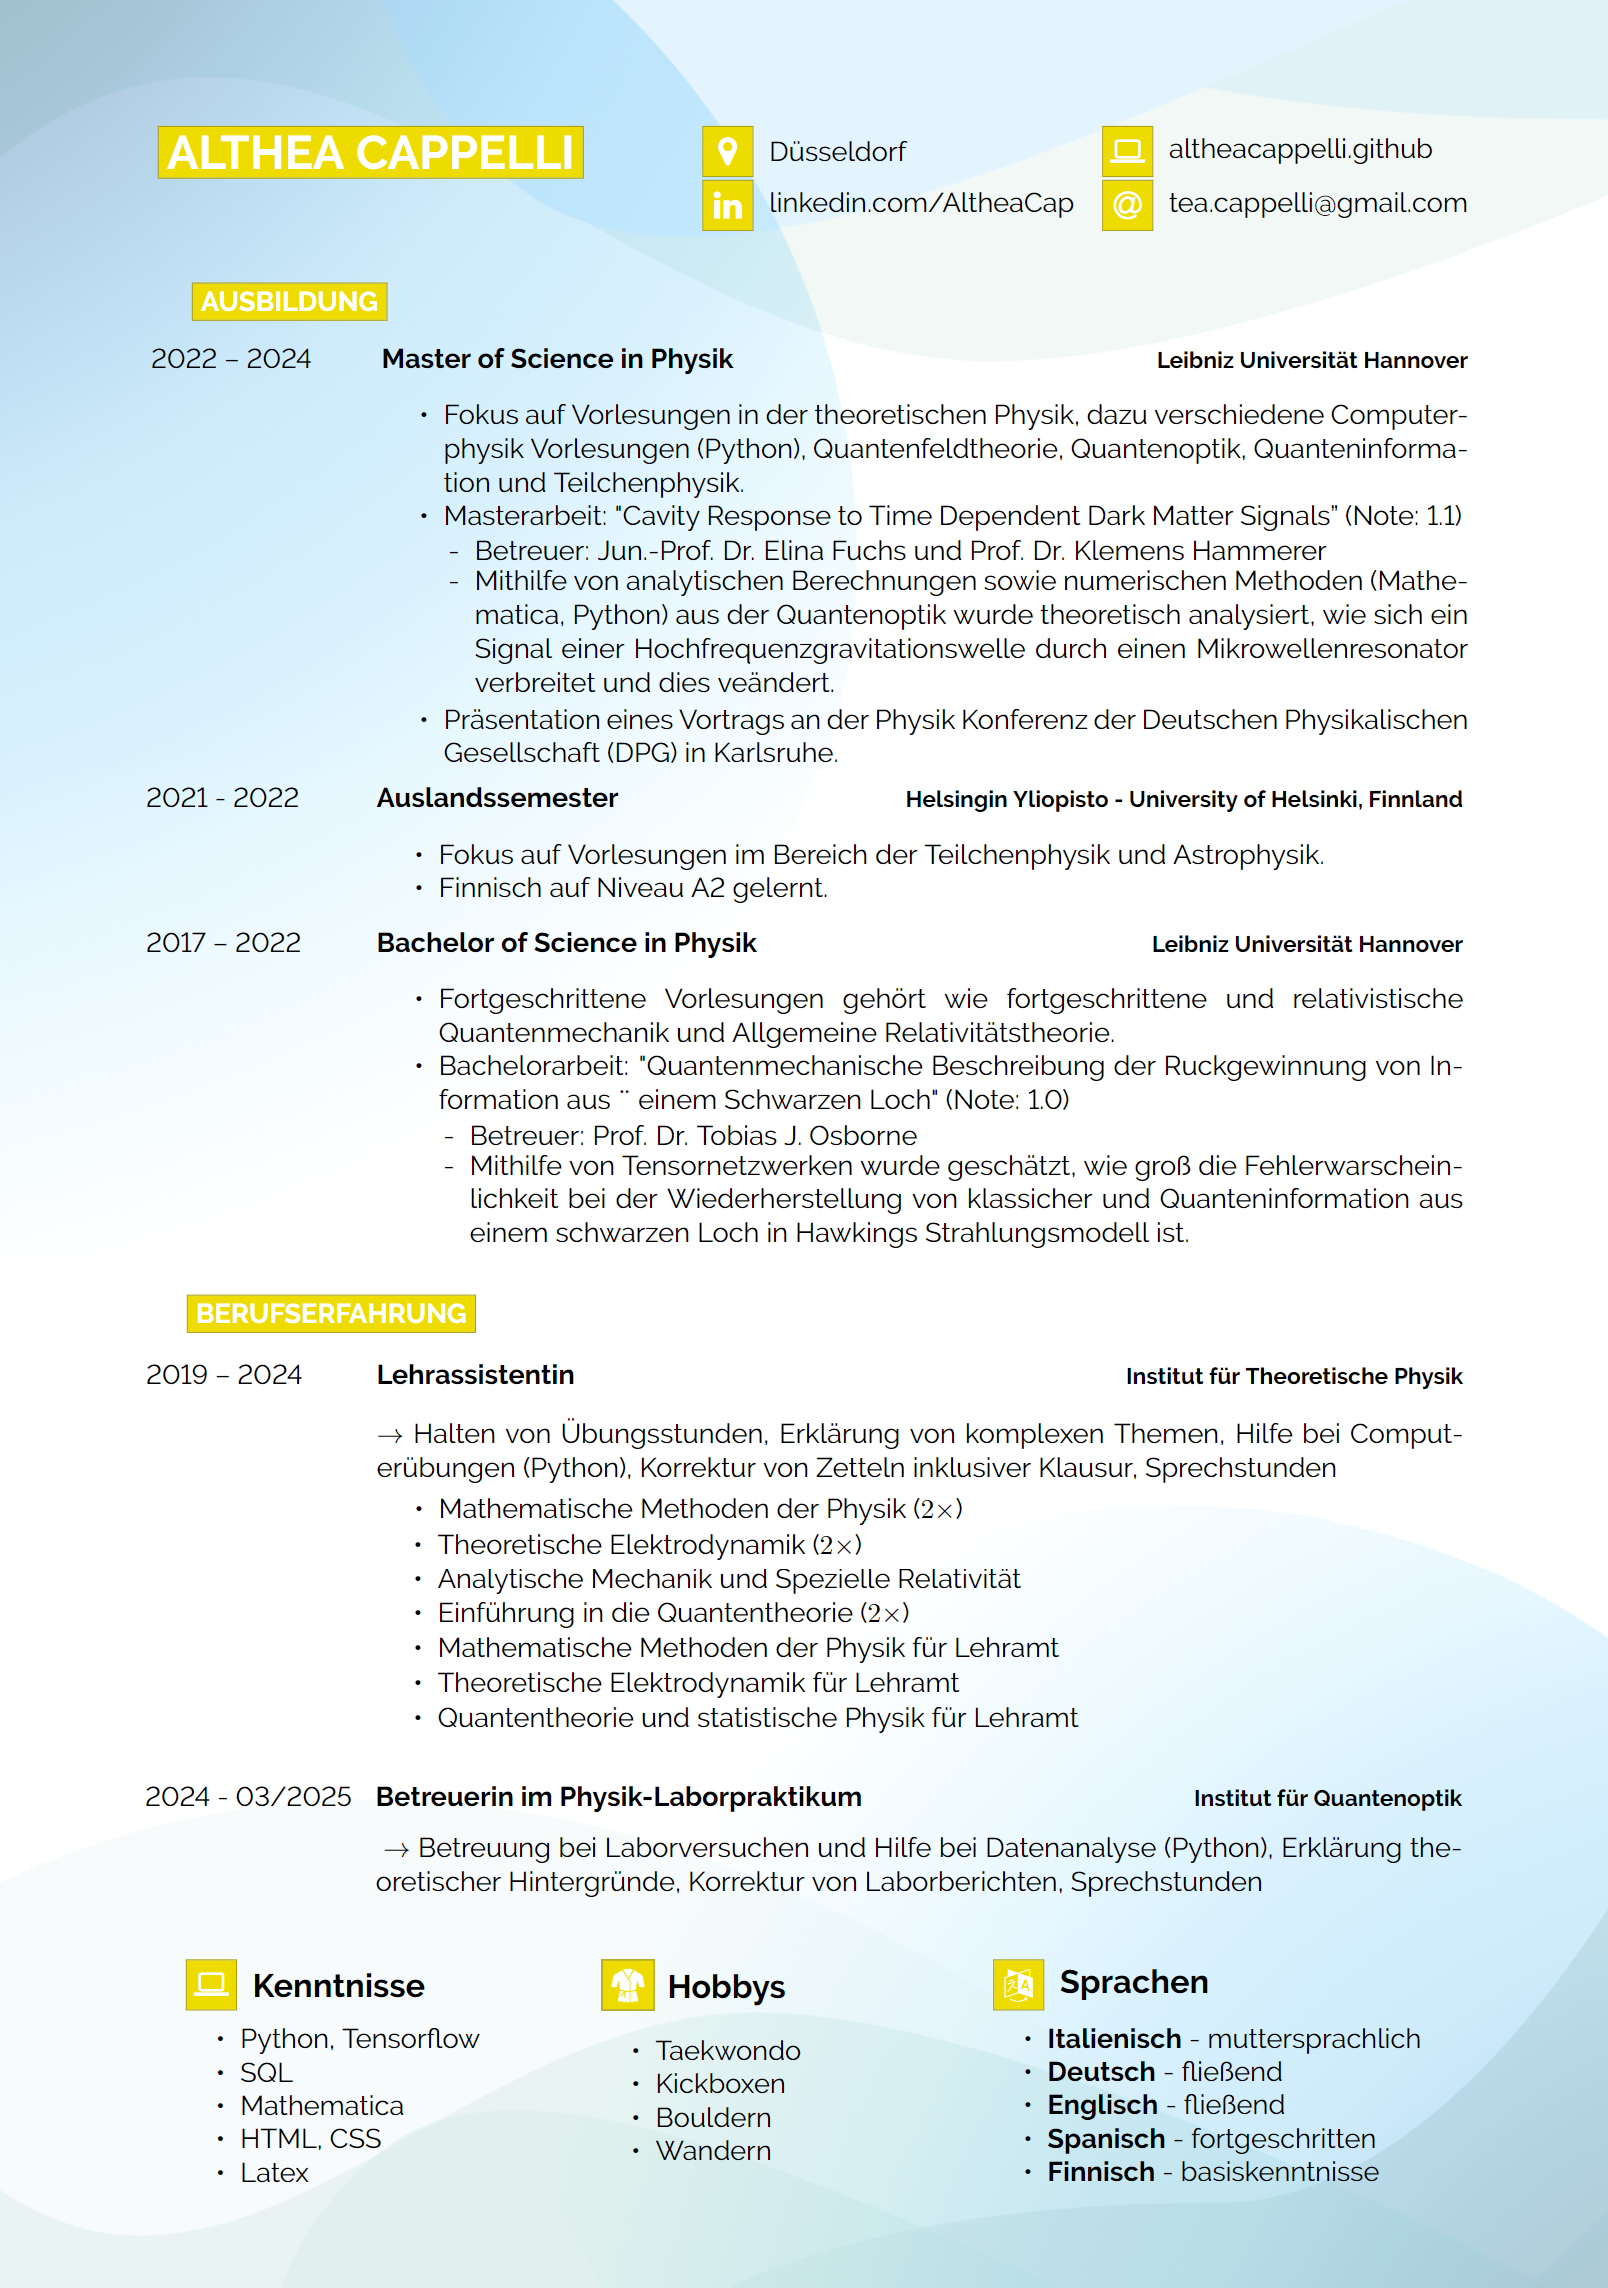 ALTHEA CAPPELLI
Düsseldorf
altheacappelli.github
linkedin.com/AltheaCap
tea.cappelli@gmail.com
AUSBILDUNG
2022 – 2024 Master of Science in Physik Leibniz Universität Hannover
• Fokus auf Vorlesungen in der theoretischen Physik, dazu verschiedene Computer-
physik Vorlesungen (Python), Quantenfeldtheorie, Quantenoptik, Quanteninforma-
tion und Teilchenphysik.
• Masterarbeit: "Cavity Response to Time Dependent Dark Matter Signals” (Note: 1.1)
- Betreuer: Jun.-Prof. Dr. Elina Fuchs und Prof. Dr. Klemens Hammerer
- Mithilfe von analytischen Berechnungen sowie numerischen Methoden (Mathe-
matica, Python) aus der Quantenoptik wurde theoretisch analysiert, wie sich ein
Signal einer Hochfrequenzgravitationswelle durch einen Mikrowellenresonator
verbreitet und dies veändert.
• Präsentation eines Vortrags an der Physik Konferenz der Deutschen Physikalischen
Gesellschaft (DPG) in Karlsruhe.
2021 - 2022 Auslandssemester Helsingin Yliopisto - University of Helsinki, Finnland
• Fokus auf Vorlesungen im Bereich der Teilchenphysik und Astrophysik.
• Finnisch auf Niveau A2 gelernt.
2017 – 2022 Bachelor of Science in Physik Leibniz Universität Hannover
• Fortgeschrittene Vorlesungen gehört wie fortgeschrittene und relativistische
Quantenmechanik und Allgemeine Relativitätstheorie.
• Bachelorarbeit: "Quantenmechanische Beschreibung der Ruckgewinnung von In-
formation aus ¨ einem Schwarzen Loch" (Note: 1.0)
- Betreuer: Prof. Dr. Tobias J. Osborne
- Mithilfe von Tensornetzwerken wurde geschätzt, wie groß die Fehlerwarschein-
lichkeit bei der Wiederherstellung von klassicher und Quanteninformation aus
einem schwarzen Loch in Hawkings Strahlungsmodell ist.
BERUFSERFAHRUNG
2019 – 2024 Lehrassistentin Institut für Theoretische Physik
→ Halten von Übungsstunden, Erklärung von komplexen Themen, Hilfe bei Comput-
erübungen (Python), Korrektur von Zetteln inklusiver Klausur, Sprechstunden
• Mathematische Methoden der Physik (2×)
• Theoretische Elektrodynamik (2×)
• Analytische Mechanik und Spezielle Relativität
• Einführung in die Quantentheorie (2×)
• Mathematische Methoden der Physik für Lehramt
• Theoretische Elektrodynamik für Lehramt
• Quantentheorie und statistische Physik für Lehramt
2024 - 03/2025 Betreuerin im Physik-Laborpraktikum Institut für Quantenoptik
→ Betreuung bei Laborversuchen und Hilfe bei Datenanalyse (Python), Erklärung the-
oretischer Hintergründe, Korrektur von Laborberichten, Sprechstunden
Kenntnisse
• Python, Tensorflow
• SQL
• Mathematica
• HTML, CSS
• Latex
Hobbys
• Taekwondo
• Kickboxen
• Bouldern
• Wandern
Sprachen
• Italienisch - muttersprachlich
• Deutsch - fließend
• Englisch - fließend
• Spanisch - fortgeschritten
• Finnisch - basiskenntnisse